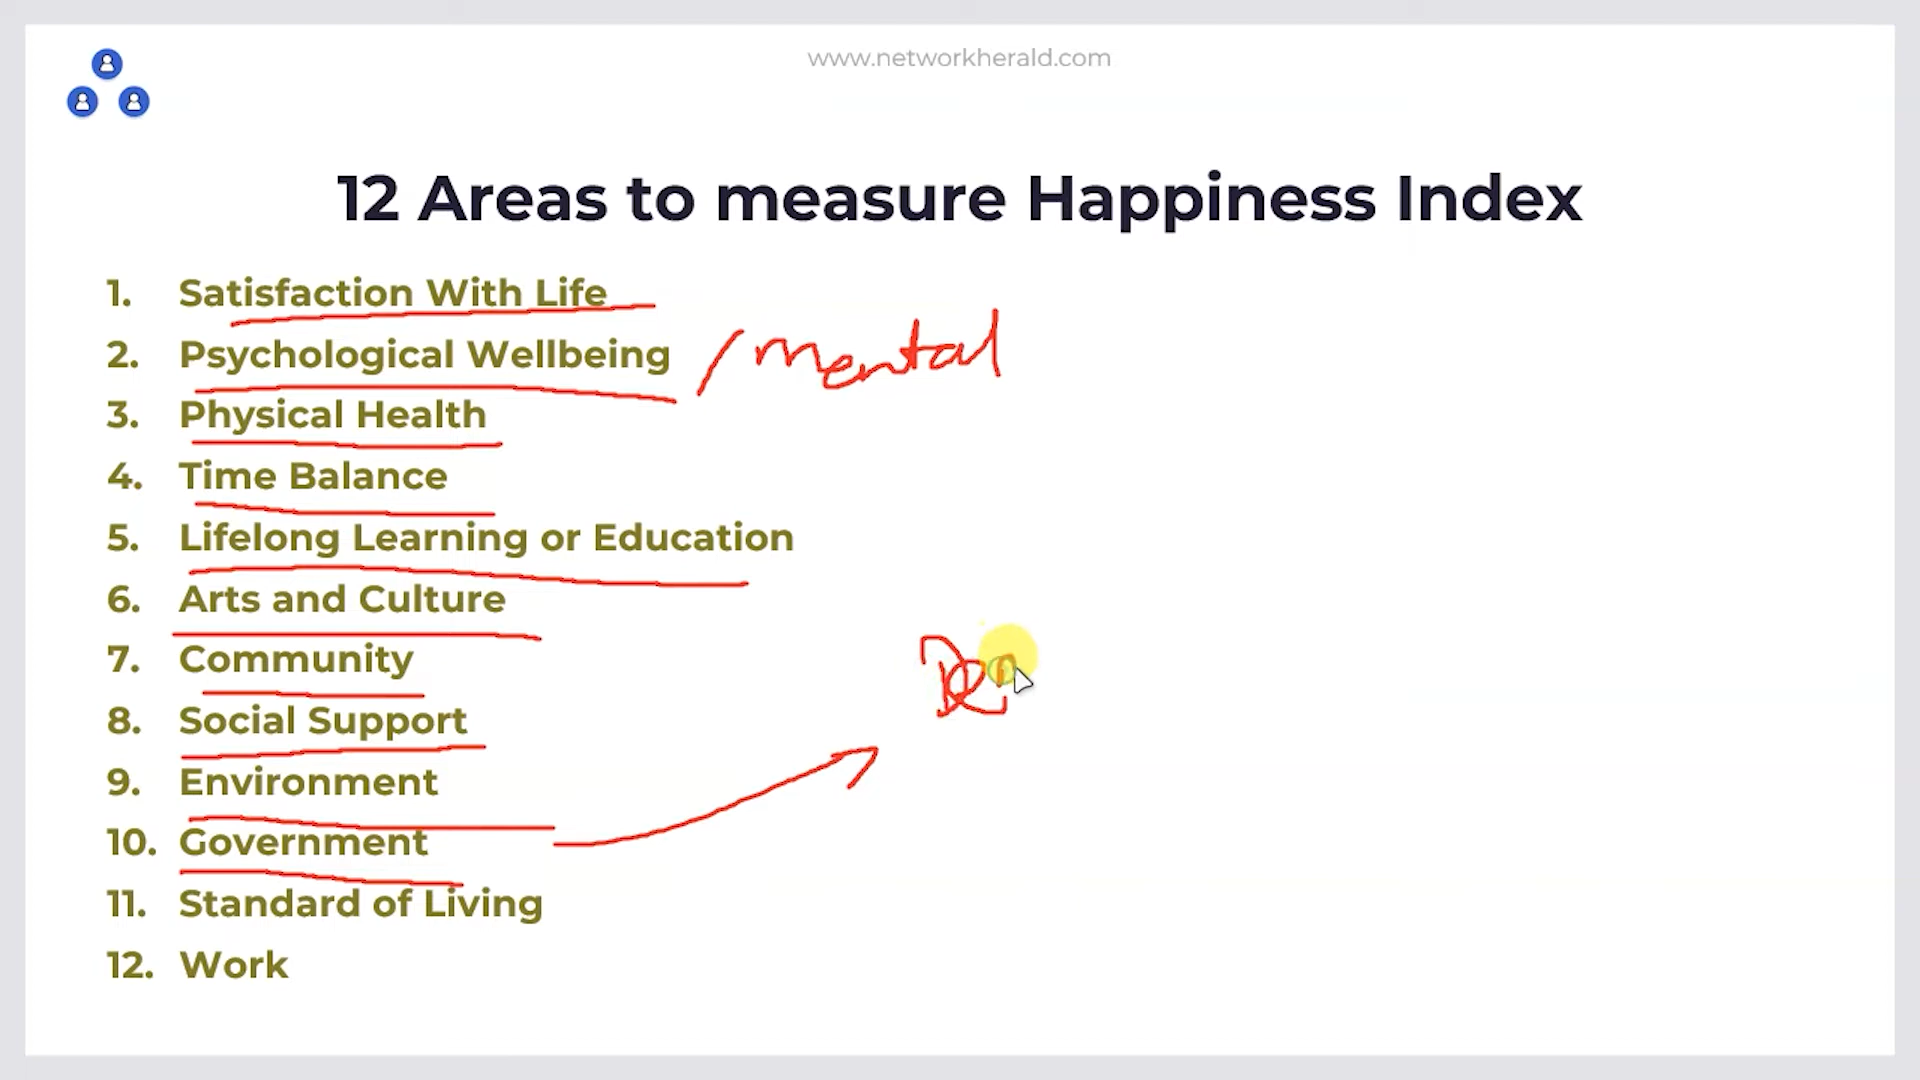 www.networkherald.com
12 Areas to measure Happiness Index
1. Satisfaction With Life
2. Psychological Wellbeing / mental
3. Physical Health
4. Time Balance
5. Lifelong Learning or Education
6. Arts and Culture
7. Community
8. Social Support
9. Environment
10. Government
11. Standard of Living
12. Work